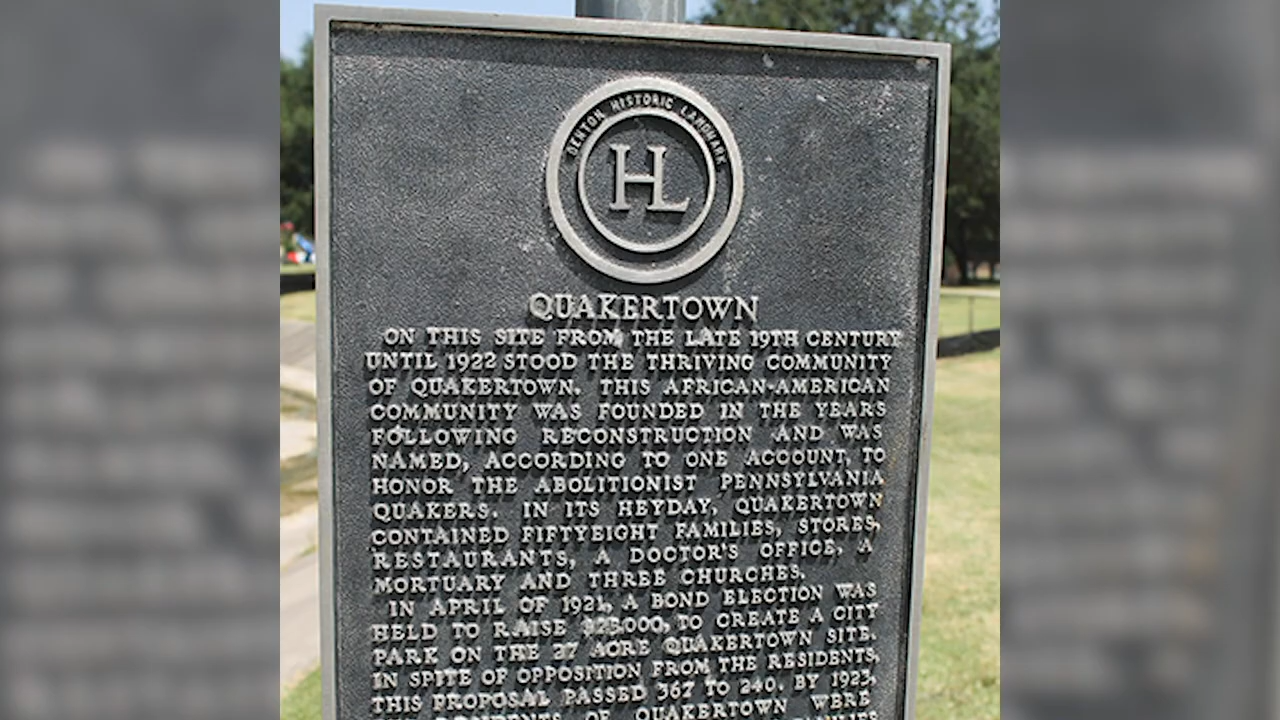 DENTON HISTORIC LANDMARK
HL
QUAKERTOWN
ON THIS SITE FROM THE LATE 19TH CENTURY
UNTIL 1922 STOOD THE THRIVING COMMUNITY
OF QUAKERTOWN. THIS AFRICAN-AMERICAN
COMMUNITY WAS FOUNDED IN THE YEARS
FOLLOWING RECONSTRUCTION AND WAS
NAMED, ACCORDING TO ONE ACCOUNT, TO
HONOR THE ABOLITIONIST PENNSYLVANIA
QUAKERS. IN ITS HEYDAY, QUAKERTOWN
CONTAINED FIFTYEIGHT FAMILIES, STORES,
RESTAURANTS, A DOCTOR'S OFFICE, A
MORTUARY AND THREE CHURCHES.
IN APRIL OF 1921, A BOND ELECTION WAS
HELD TO RAISE TO CREATE A CITY
PARK ON THE 27 ACRE QUAKERTOWN SITE.
IN SPITE OF OPPOSITION FROM THE RESIDENTS,
THIS PROPOSAL PASSED 367 TO 240. BY 1923,
OF QUAKERTOWN WERE